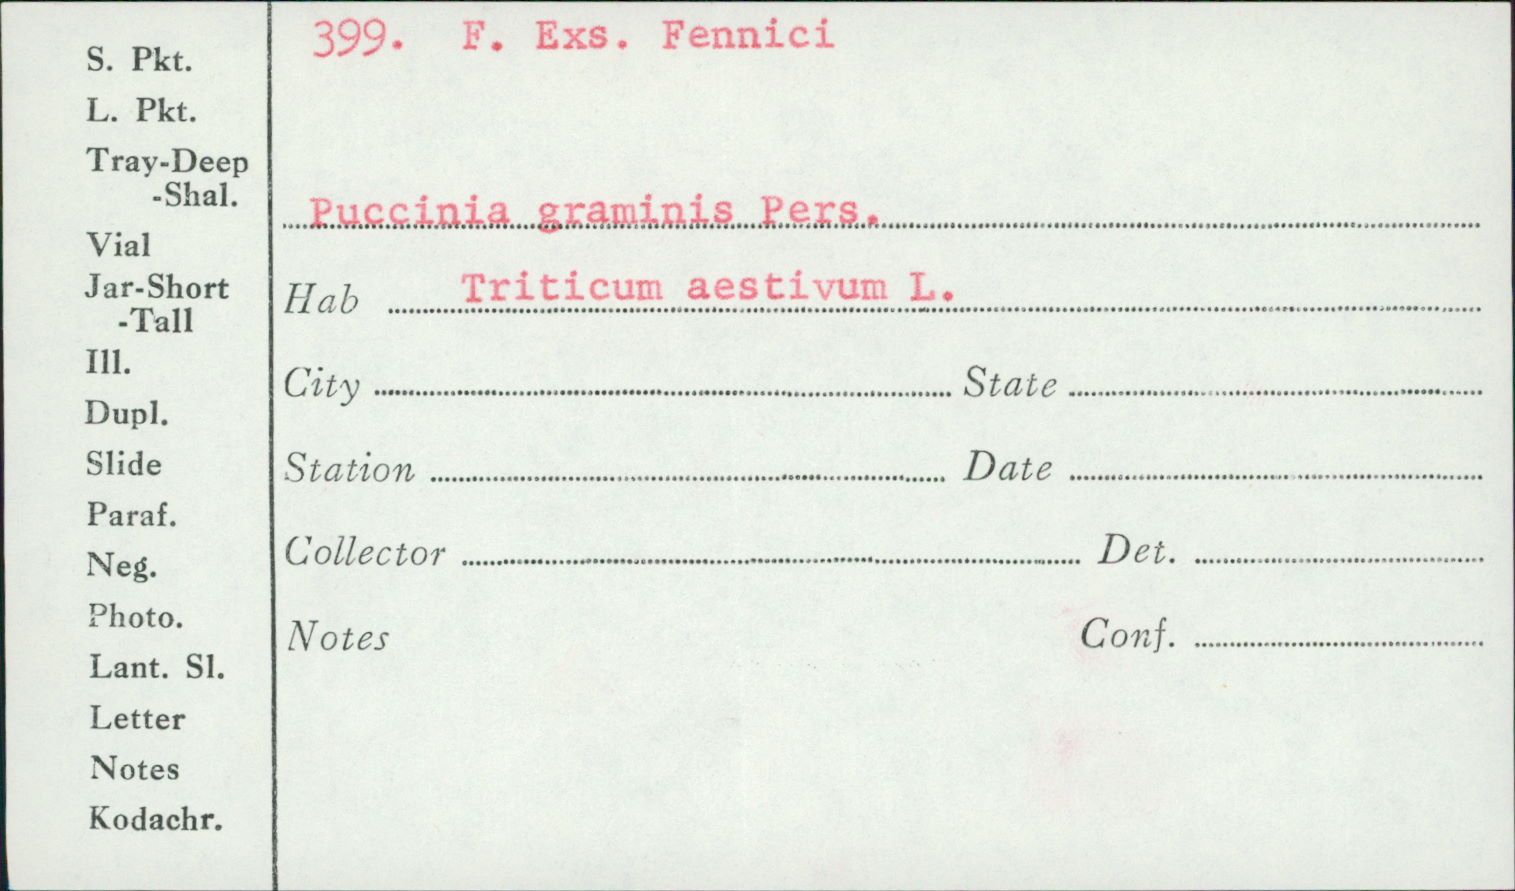 399. F. Exs. Fennici
S. Pkt.
L. Pkt.
Tray-Deep
-Shal.
Vial
Jar-Short
-Tall
Ill.
Dupl.
Slide
Paraf.
Neg.
Photo.
Lant. Sl.
Letter
Notes
Kodachr.
Puccinia graminis Pers.
Hab Triticum aestivum L.
City State
Station Date
Collector Det.
Notes Conf.